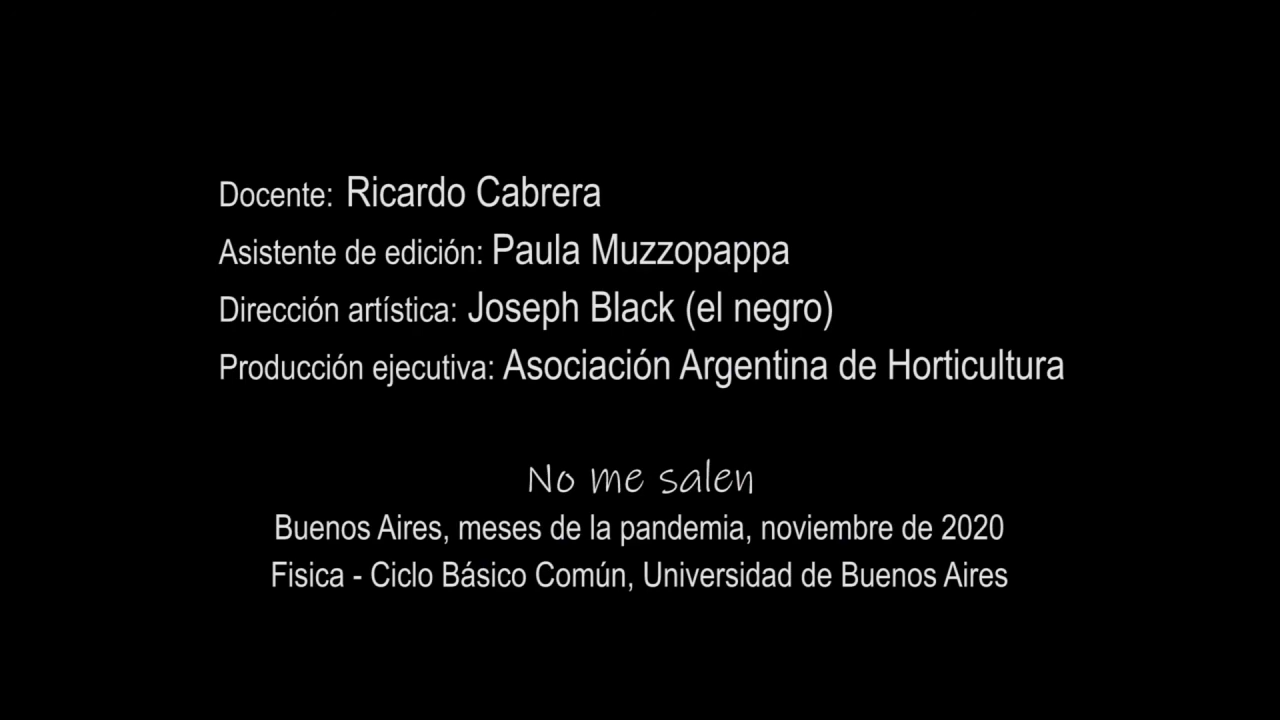 Docente: Ricardo Cabrera
Asistente de edición: Paula Muzzopappa
Dirección artística: Joseph Black (el negro)
Producción ejecutiva: Asociación Argentina de Horticultura
No me salen
Buenos Aires, meses de la pandemia, noviembre de 2020
Fisica - Ciclo Básico Común, Universidad de Buenos Aires